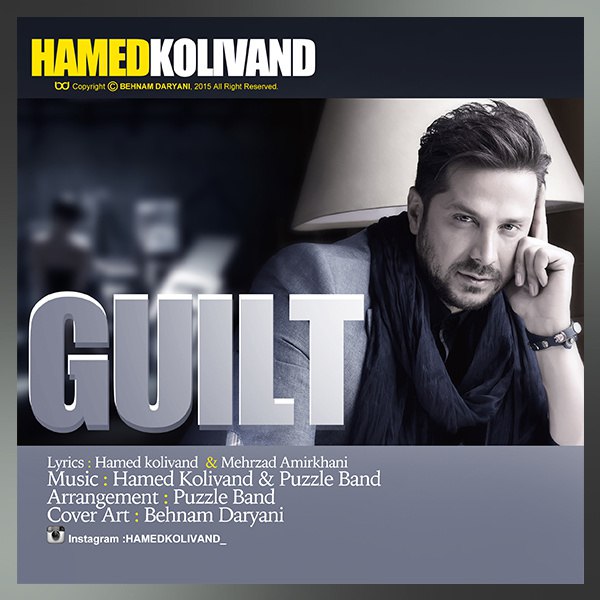 HAMEDKOLIVAND
Copyright © BEHNAM DARYANI, 2015 All Right Reserved.
GUILT
Lyrics : Hamed kolivand & Mehrzad Amirkhani
Music : Hamed Kolivand & Puzzle Band
Arrangement : Puzzle Band
Cover Art : Behnam Daryani
Instagram :HAMEDKOLIVAND_